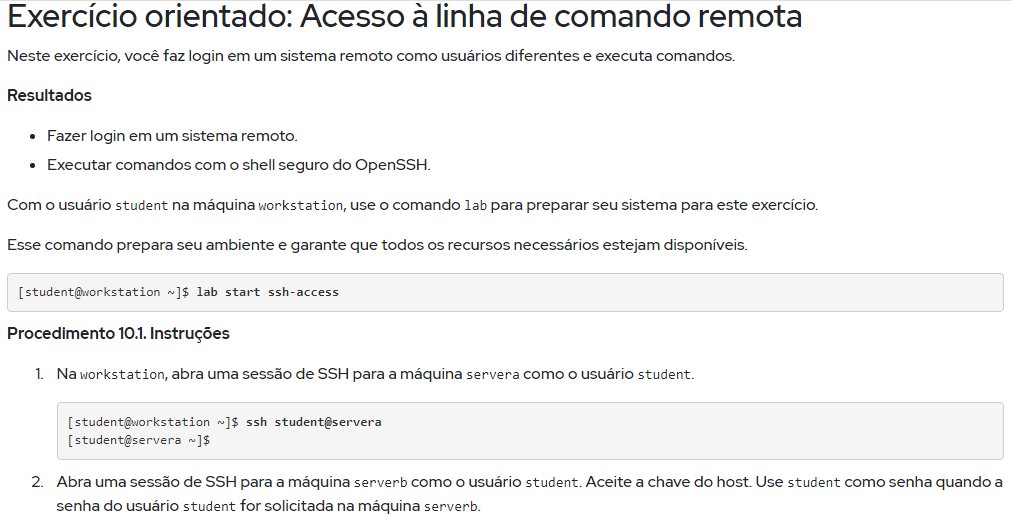 Exercício orientado: Acesso à linha de comando remota
Neste exercício, você faz login em um sistema remoto como usuários diferentes e executa comandos.
Resultados
• Fazer login em um sistema remoto.
• Executar comandos com o shell seguro do OpenSSH.
Com o usuário student na máquina workstation, use o comando lab para preparar seu sistema para este exercício.
Esse comando prepara seu ambiente e garante que todos os recursos necessários estejam disponíveis.
[student@workstation ~]$ lab start ssh-access
Procedimento 10.1. Instruções
1. Na workstation, abra uma sessão de SSH para a máquina servera como o usuário student.
[student@workstation ~]$ ssh student@servera
[student@servera ~]$
2. Abra uma sessão de SSH para a máquina serverb como o usuário student. Aceite a chave do host. Use student como senha quando a
senha do usuário student for solicitada na máquina serverb.